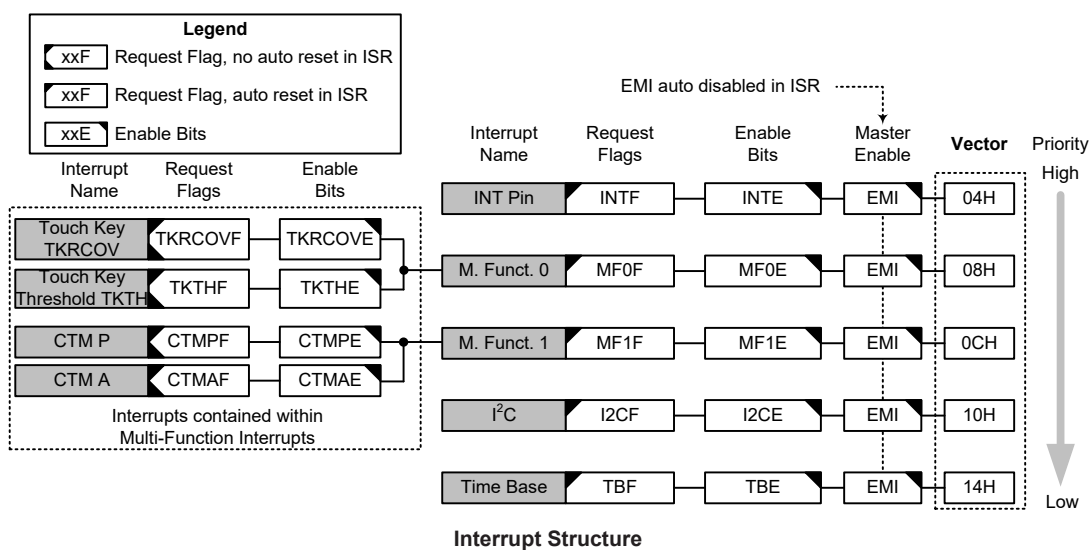 Legend
xxF Request Flag, no auto reset in ISR
xxF Request Flag, auto reset in ISR
xxE Enable Bits
EMI auto disabled in ISR
Interrupt Name
Request Flags
Enable Bits
Interrupt Name
Request Flags
Enable Bits
Master Enable
Vector
Priority
High
Touch Key TKRCOV
TKRCOVF
TKRCOVE
Touch Key Threshold TKTH
TKTHF
TKTHE
CTM P
CTMPF
CTMPE
CTM A
CTMAF
CTMAE
Interrupts contained within
Multi-Function Interrupts
INT Pin
INTF
INTE
EMI
04H
M. Funct. 0
MF0F
MF0E
EMI
08H
M. Funct. 1
MF1F
MF1E
EMI
0CH
I²C
I2CF
I2CE
EMI
10H
Time Base
TBF
TBE
EMI
14H
Low
Interrupt Structure